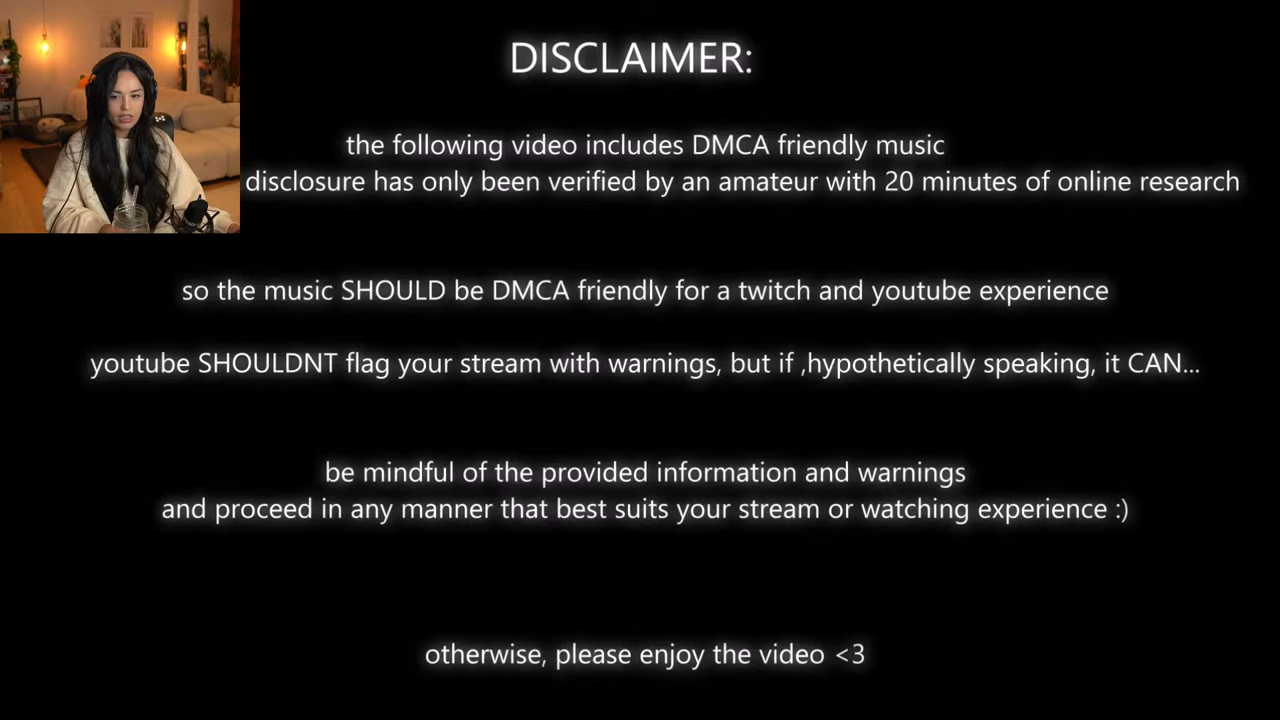 DISCLAIMER:
the following video includes DMCA friendly music
disclosure has only been verified by an amateur with 20 minutes of online research
so the music SHOULD be DMCA friendly for a twitch and youtube experience
youtube SHOULDNT flag your stream with warnings, but if ,hypothetically speaking, it CAN...
be mindful of the provided information and warnings
and proceed in any manner that best suits your stream or watching experience :)
otherwise, please enjoy the video <3